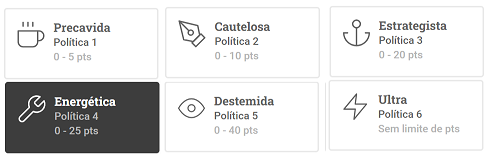 Precavida
Política 1
0 - 5 pts
Cautelosa
Política 2
0 - 10 pts
Estrategista
Política 3
0 - 20 pts
Energética
Política 4
0 - 25 pts
Destemida
Política 5
0 - 40 pts
Ultra
Política 6
Sem limite de pts